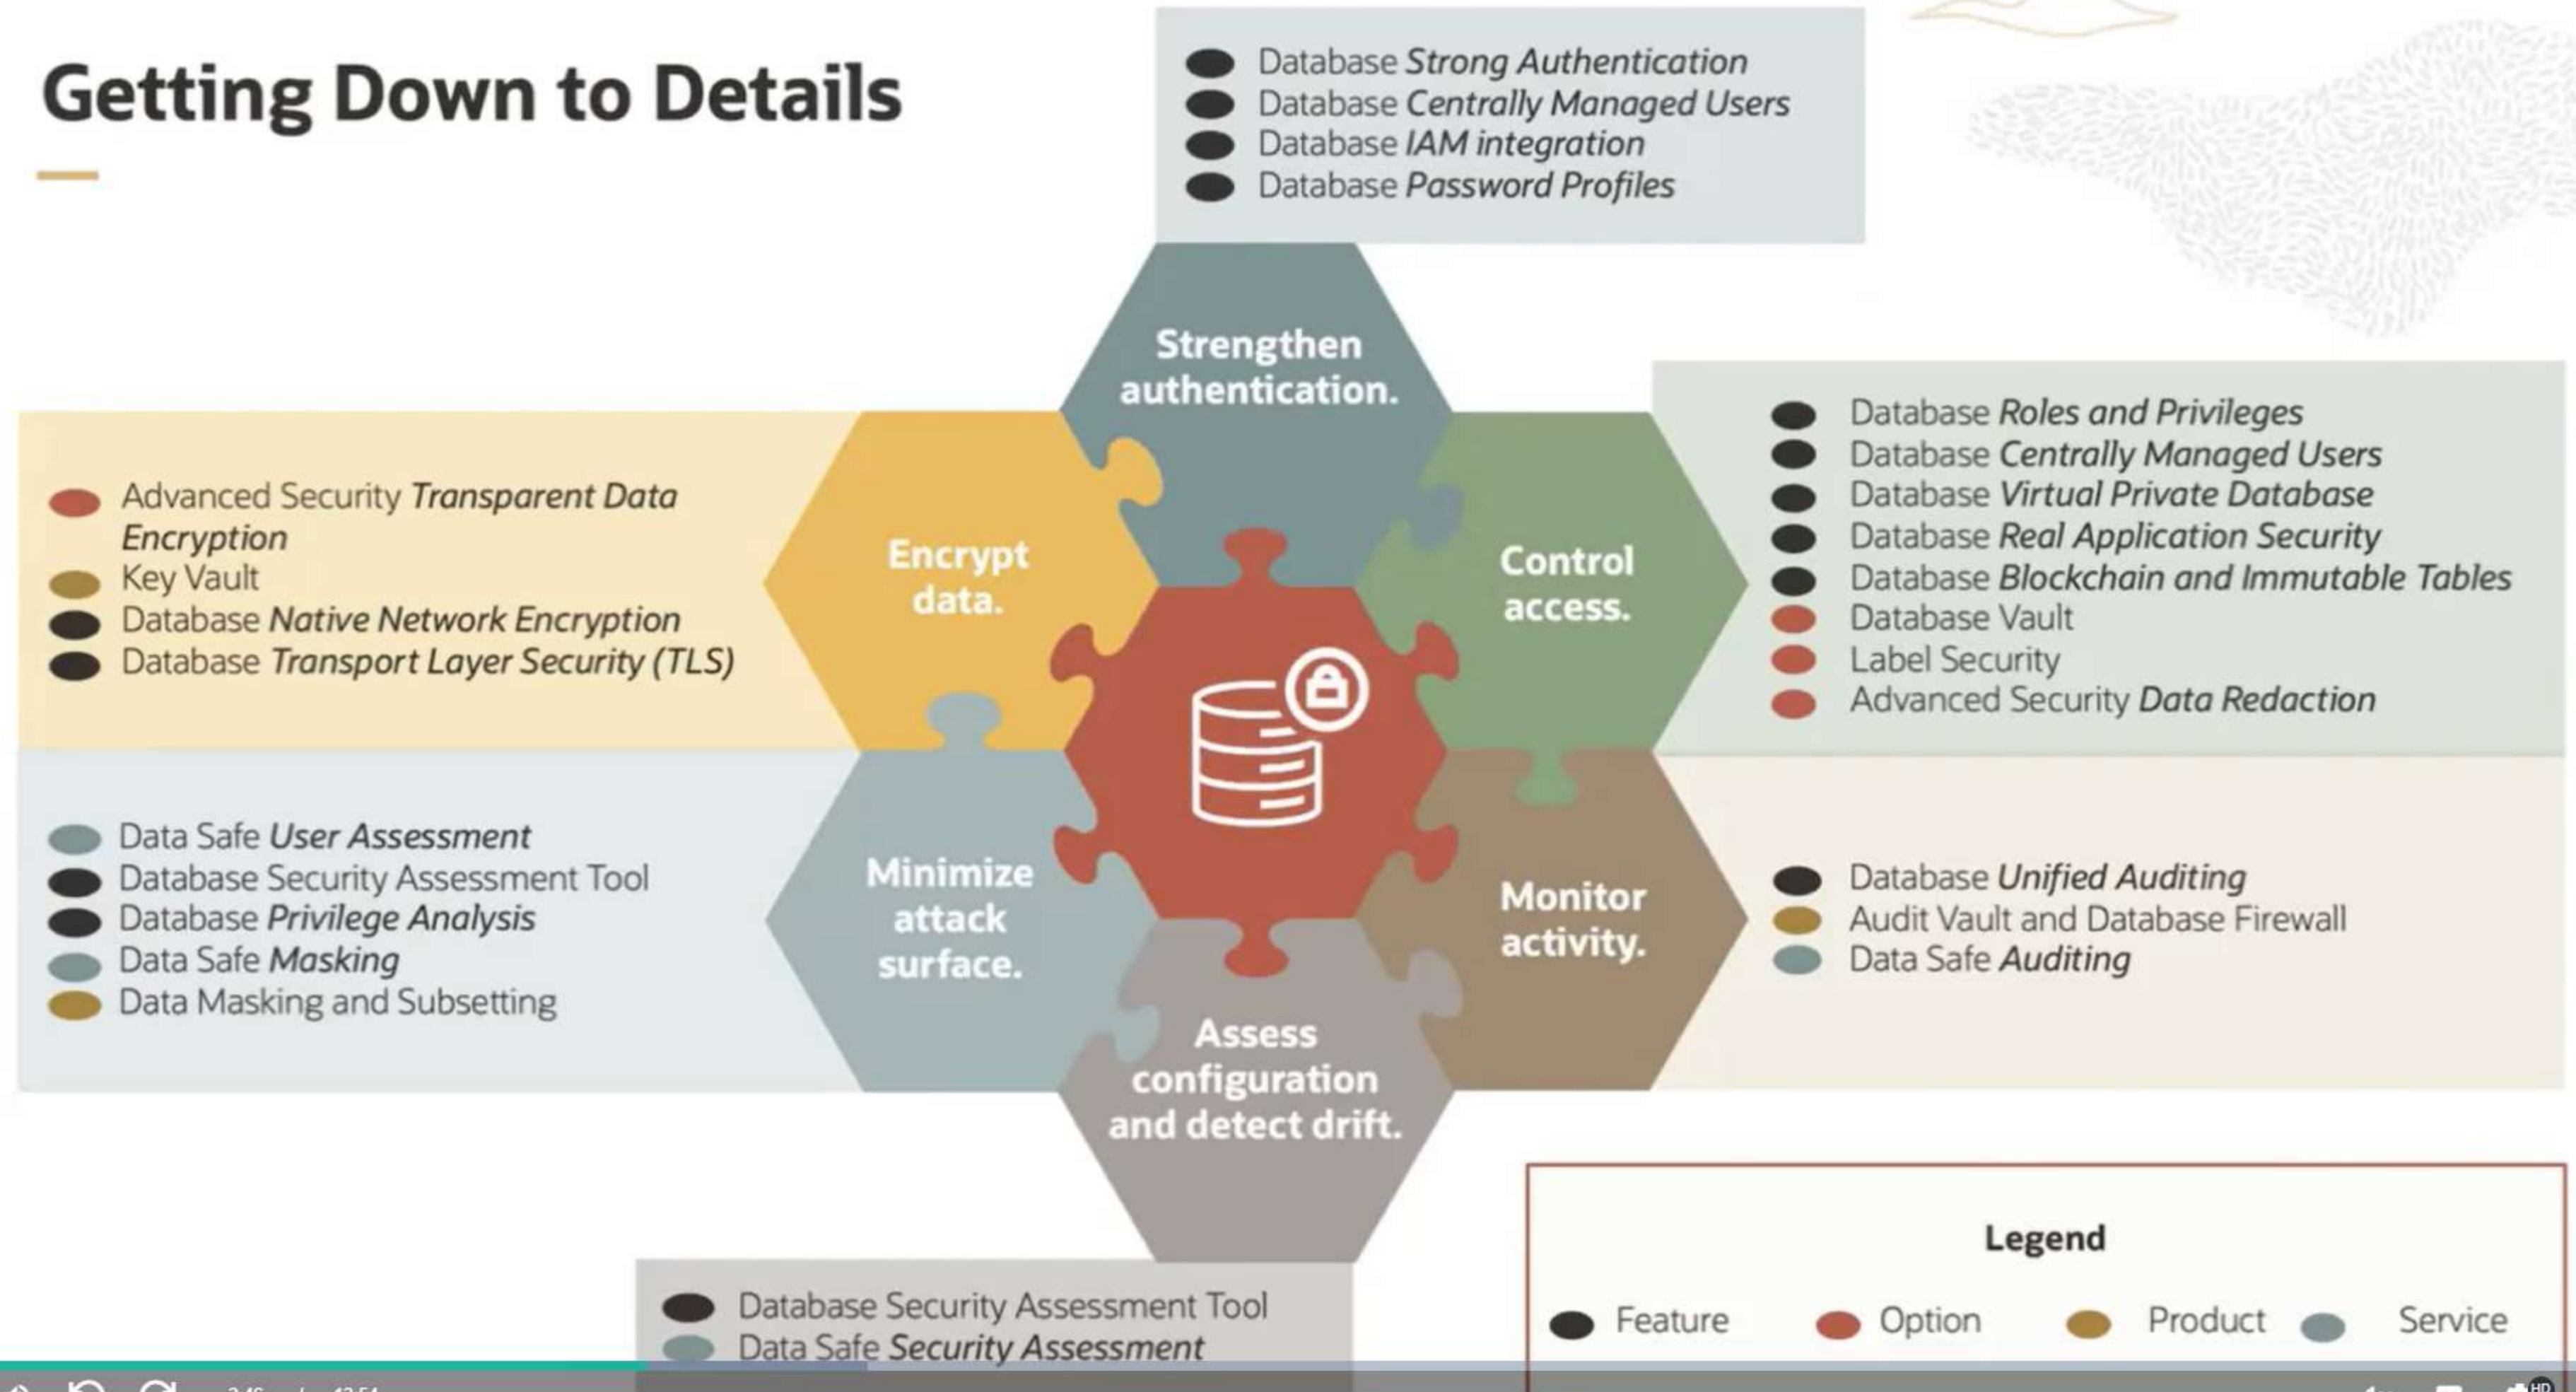 Getting Down to Details
Database Strong Authentication
Database Centrally Managed Users
Database IAM integration
Database Password Profiles
Strengthen
authentication.
Advanced Security Transparent Data
Encryption
Key Vault
Database Native Network Encryption
Database Transport Layer Security (TLS)
Encrypt
data.
Control
access.
Database Roles and Privileges
Database Centrally Managed Users
Database Virtual Private Database
Database Real Application Security
Database Blockchain and Immutable Tables
Database Vault
Label Security
Advanced Security Data Redaction
Data Safe User Assessment
Database Security Assessment Tool
Database Privilege Analysis
Data Safe Masking
Data Masking and Subsetting
Minimize
attack
surface.
Monitor
activity.
Database Unified Auditing
Audit Vault and Database Firewall
Data Safe Auditing
Assess
configuration
and detect drift.
Database Security Assessment Tool
Data Safe Security Assessment
Legend
Feature
Option
Product
Service
HD